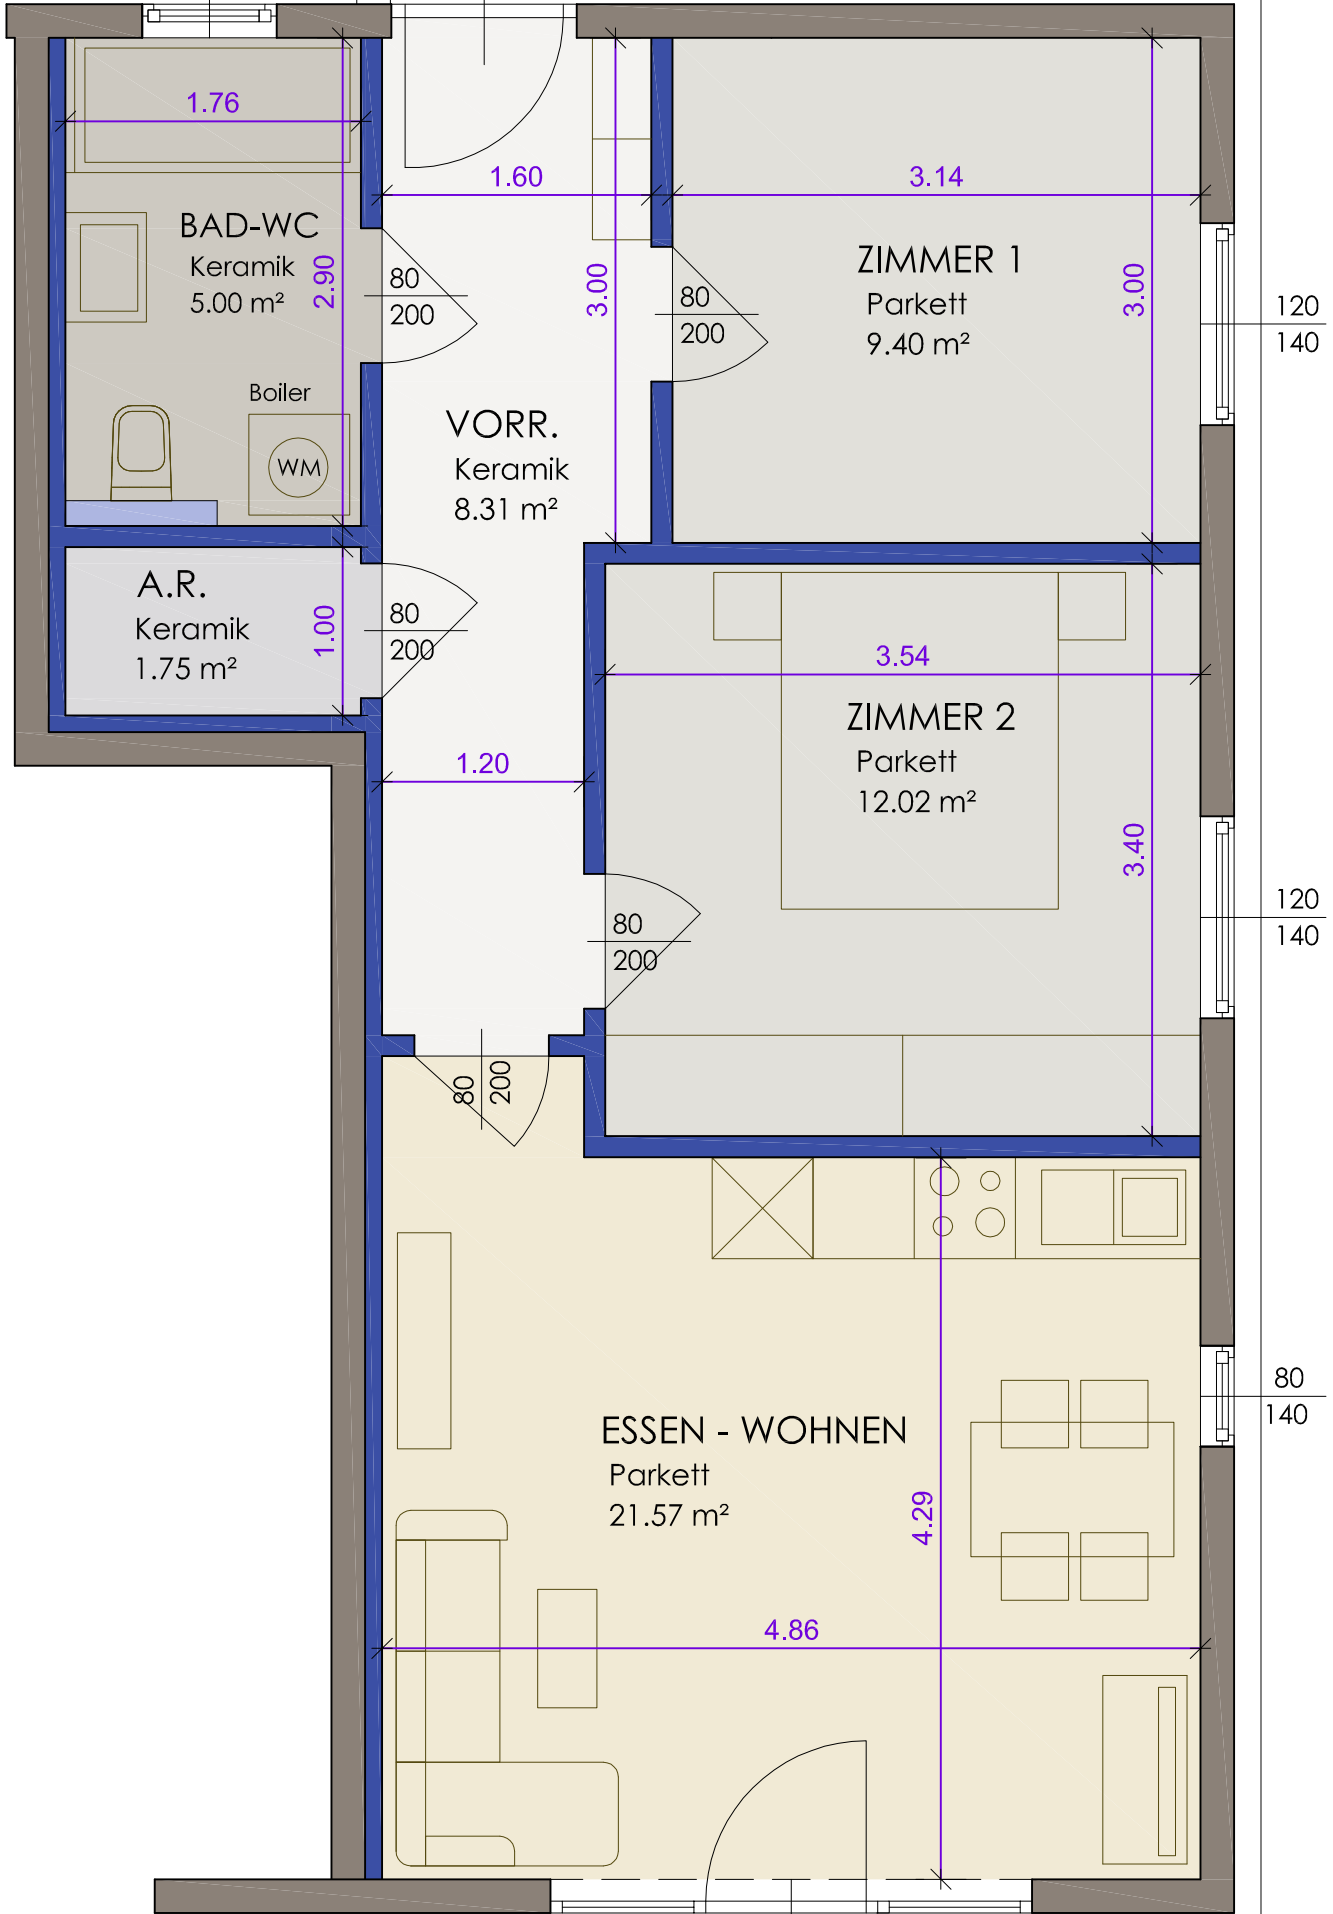 1.76
BAD-WC
Keramik
5.00 m²
2.90
80
200
Boiler
WM
1.60
3.00
VORR.
Keramik
8.31 m²
3.14
ZIMMER 1
Parkett
9.40 m²
3.00
80
200
120
140
A.R.
Keramik
1.75 m²
1.00
80
200
1.20
3.54
ZIMMER 2
Parkett
12.02 m²
3.40
80
200
120
140
80
200
ESSEN - WOHNEN
Parkett
21.57 m²
4.29
4.86
80
140